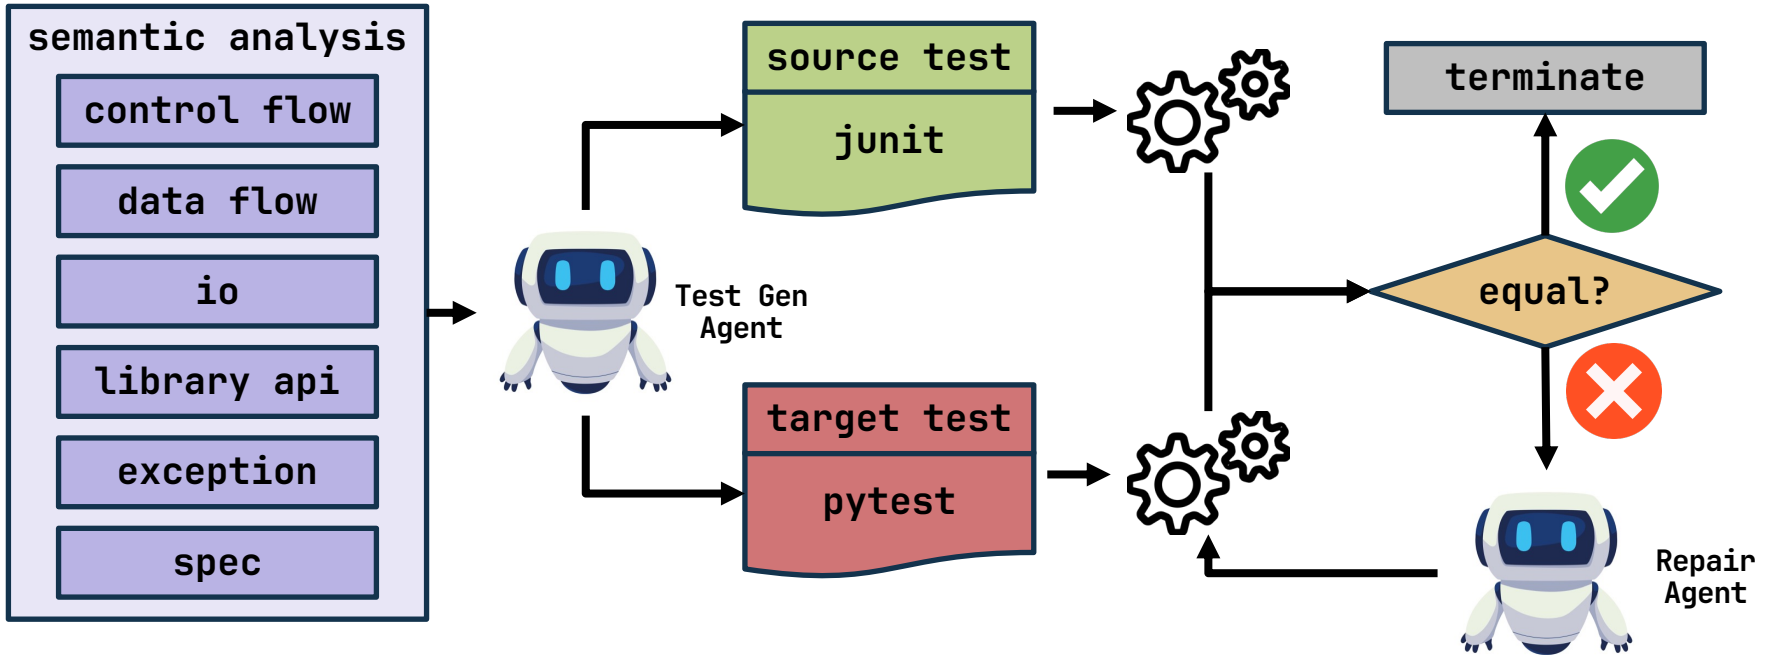 semantic analysis
control flow
data flow
io
library api
exception
spec
Test Gen
Agent
source test
junit
target test
pytest
terminate
equal?
Repair
Agent